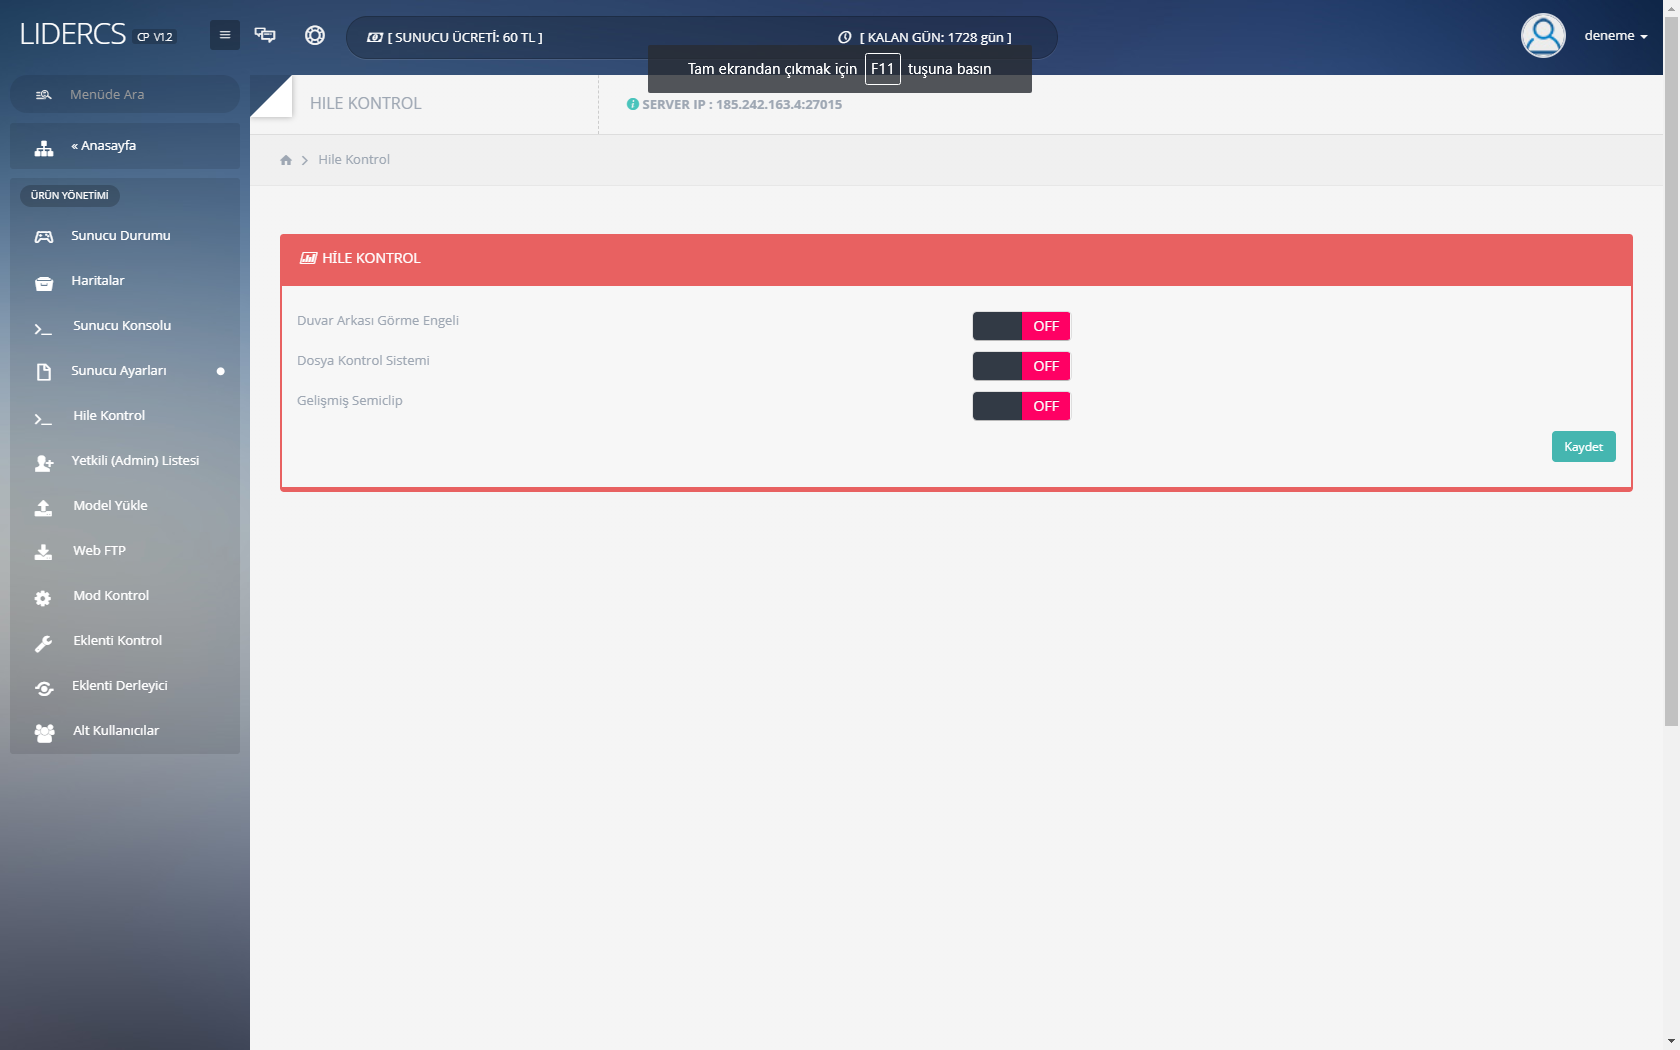 LIDERCS CP V1.2
[ SUNUCU ÜCRETİ: 60 TL ]
[ KALAN GÜN: 1728 gün ]
deneme
Tam ekrandan çıkmak için F11 tuşuna basın
Menüde Ara
HILE KONTROL
SERVER IP : 185.242.163.4:27015
« Anasayfa
Hile Kontrol
ÜRÜN YÖNETİMİ
Sunucu Durumu
Haritalar
Sunucu Konsolu
Sunucu Ayarları
Hile Kontrol
Yetkili (Admin) Listesi
Model Yükle
Web FTP
Mod Kontrol
Eklenti Kontrol
Eklenti Derleyici
Alt Kullanıcılar
HİLE KONTROL
Duvar Arkası Görme Engeli OFF
Dosya Kontrol Sistemi OFF
Gelişmiş Semiclip OFF
Kaydet